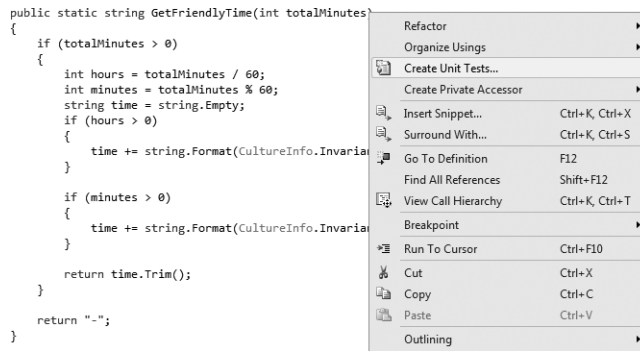 public static string GetFriendlyTime(int totalMinutes)
{
if (totalMinutes > 0)
{
int hours = totalMinutes / 60;
int minutes = totalMinutes % 60;
string time = string.Empty;
if (hours > 0)
{
time += string.Format(CultureInfo.Invaria
}
if (minutes > 0)
{
time += string.Format(CultureInfo.Invaria
}
return time.Trim();
}
return "-";
}
Refactor
Organize Usings
Create Unit Tests...
Create Private Accessor
Insert Snippet... Ctrl+K, Ctrl+X
Surround With... Ctrl+K, Ctrl+S
Go To Definition F12
Find All References Shift+F12
View Call Hierarchy Ctrl+K, Ctrl+T
Breakpoint
Run To Cursor Ctrl+F10
Cut Ctrl+X
Copy Ctrl+C
Paste Ctrl+V
Outlining